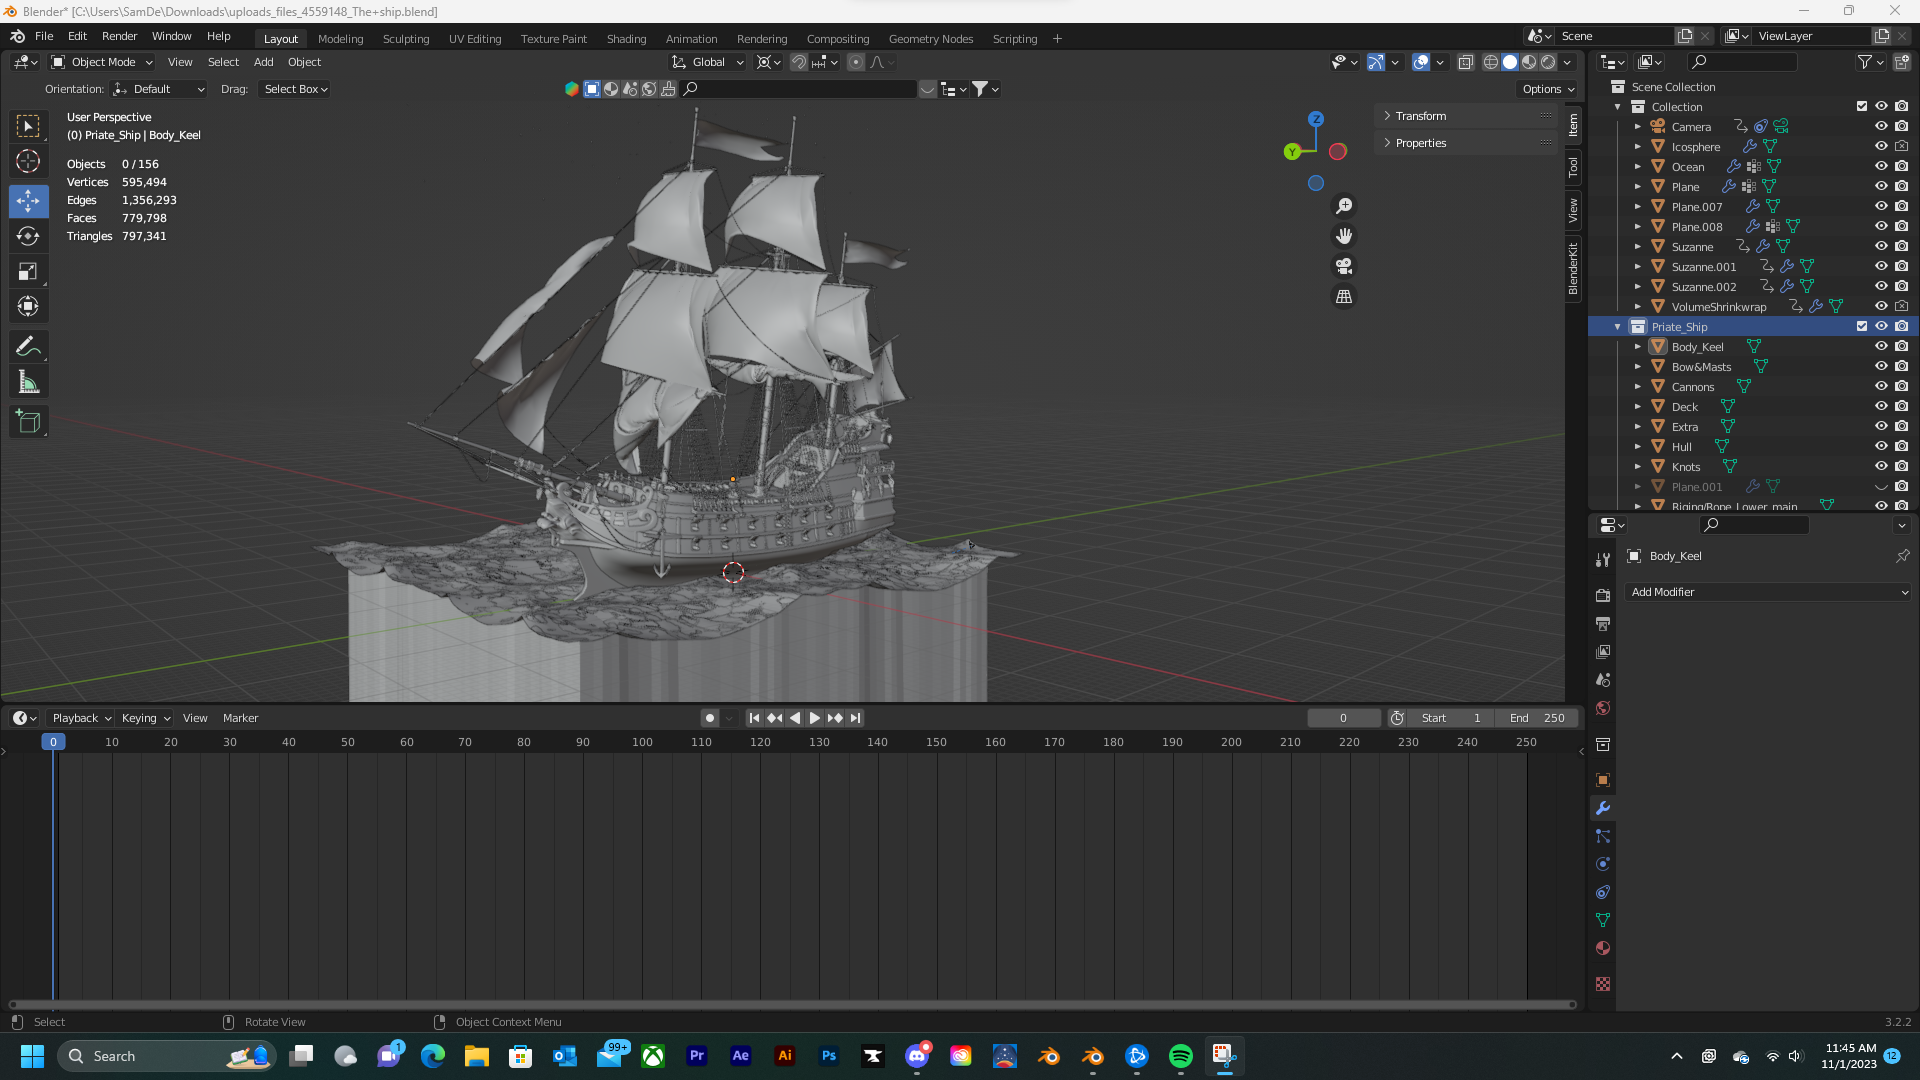 Blender* [C:\Users\SamDe\Downloads\uploads_files_4559148_The+ship.blend]
File Edit Render Window Help Layout Modeling Sculpting UV Editing Texture Paint Shading Animation Rendering Compositing Geometry Nodes Scripting + Scene ViewLayer
Object Mode View Select Add Object Global
Orientation: Default Drag: Select Box Options
User Perspective
(0) Priate_Ship | Body_Keel
Objects 0 / 156
Vertices 595,494
Edges 1,356,293
Faces 779,798
Triangles 797,341
Z
Y
Transform
Properties
Item
Tool
View
BlenderKit
Scene Collection
Collection
Camera
Icosphere
Ocean
Plane
Plane.007
Plane.008
Suzanne
Suzanne.001
Suzanne.002
VolumeShrinkwrap
Priate_Ship
Body_Keel
Bow&Masts
Cannons
Deck
Extra
Hull
Knots
Plane.001
Riging/Rope_Lower_main
Body_Keel
Add Modifier
Playback Keying View Marker 0 Start 1 End 250
0 10 20 30 40 50 60 70 80 90 100 110 120 130 140 150 160 170 180 190 200 210 220 230 240 250
Select Rotate View Object Context Menu 3.2.2
Search 1 99+ Pr Ae Ai Ps
11:45 AM
11/1/2023 12